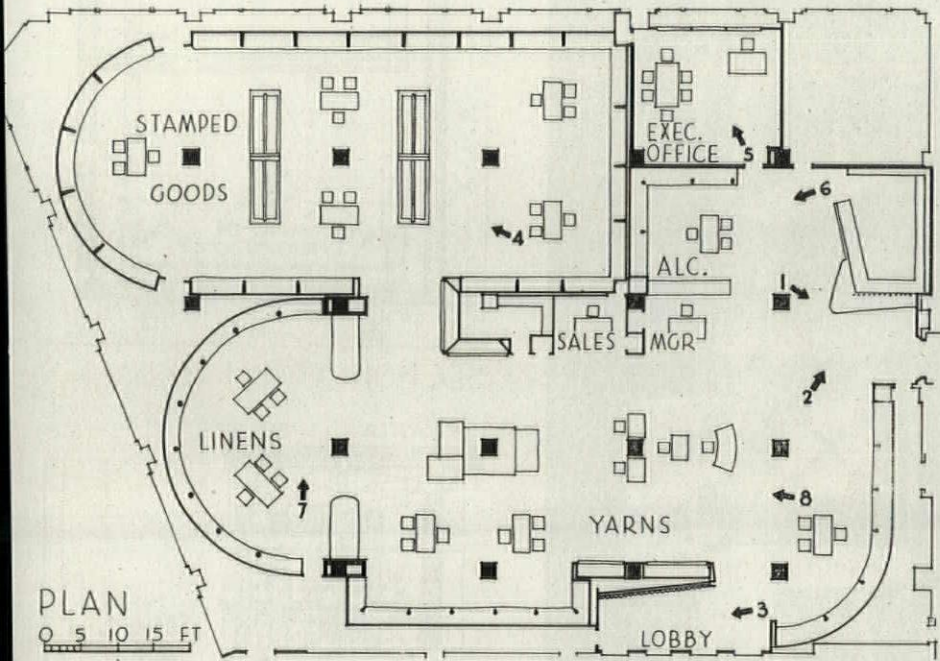 STAMPED
GOODS
EXEC.
OFFICE
5
6
4
ALC.
1
SALES
MGR
2
LINENS
7
8
YARNS
3
LOBBY
PLAN
0 5 10 15 FT